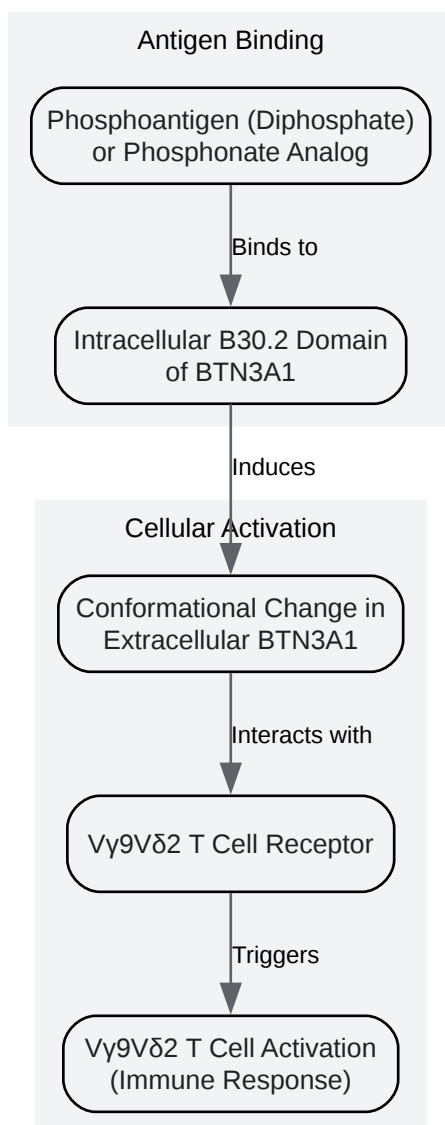 Antigen Binding
Phosphoantigen (Diphosphate)
or Phosphonate Analog
Binds to
Intracellular B30.2 Domain
of BTN3A1
Induces
Cellular Activation
Conformational Change in
Extracellular BTN3A1
Interacts with
Vγ9Vδ2 T Cell Receptor
Triggers
Vγ9Vδ2 T Cell Activation
(Immune Response)